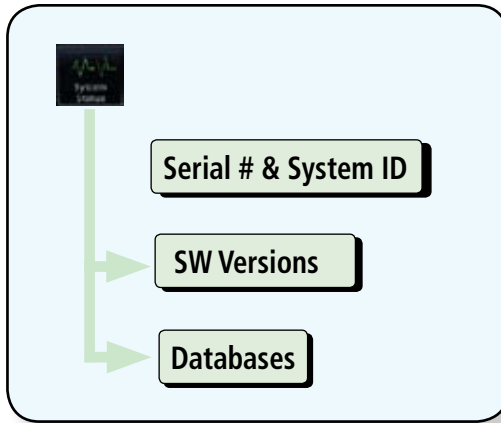 System
Status
Serial # & System ID
SW Versions
Databases